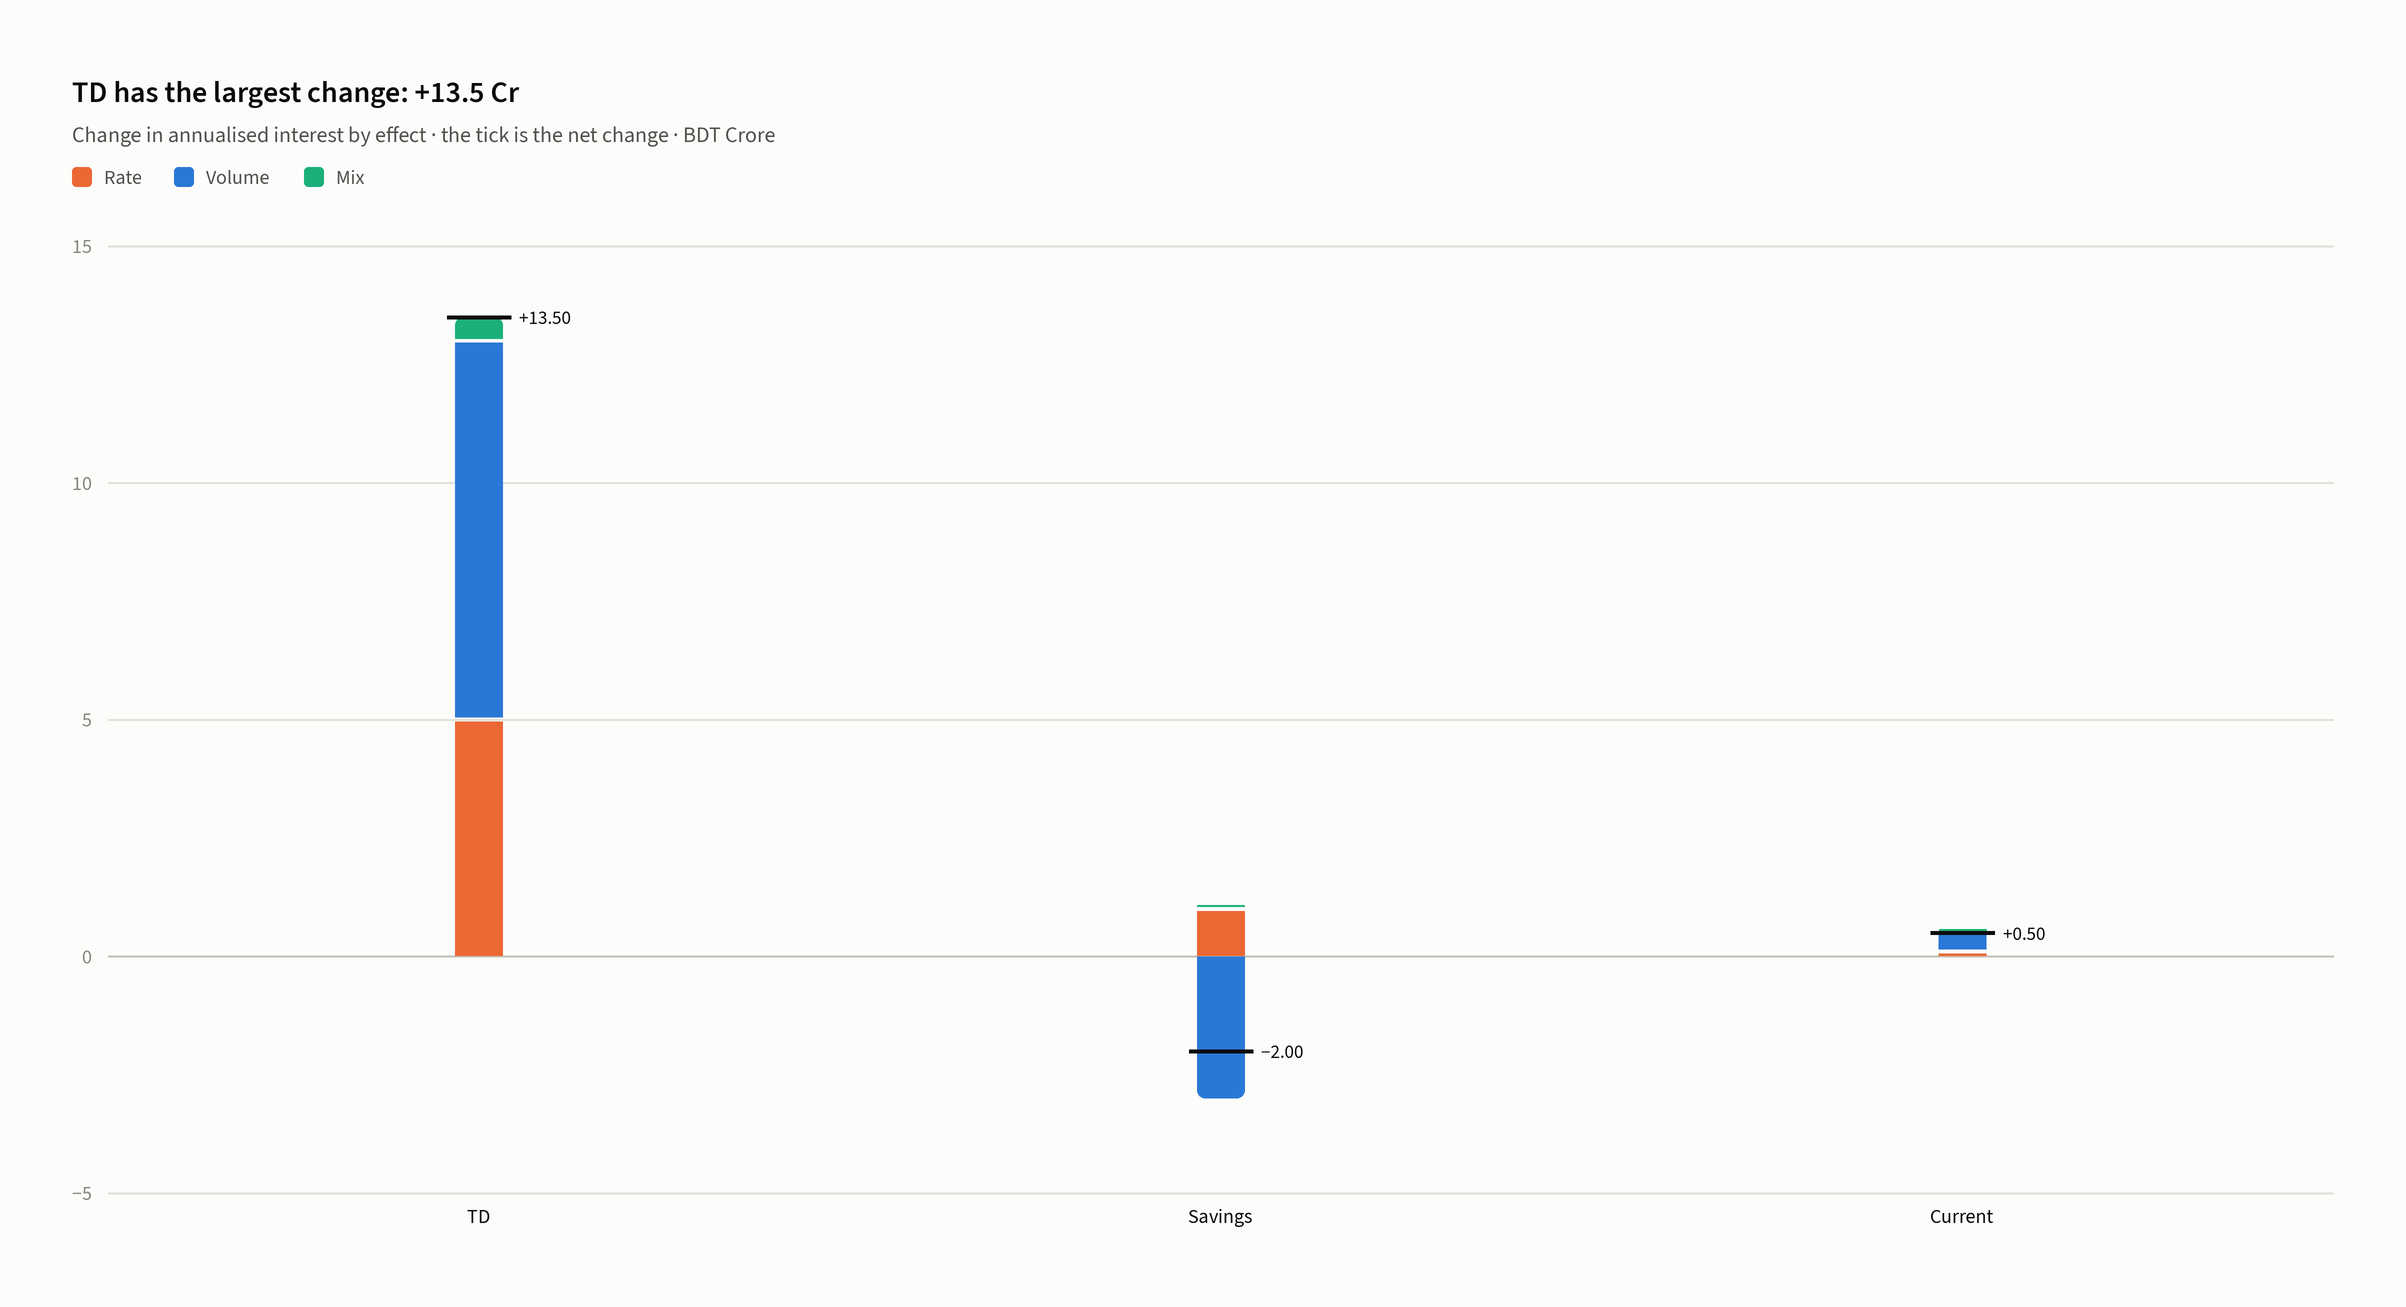 TD has the largest change: +13.5 Cr
Change in annualised interest by effect · the tick is the net change · BDT Crore
Rate Volume Mix
15
+13.50
10
5
+0.50
0
−2.00
−5
TD Savings Current